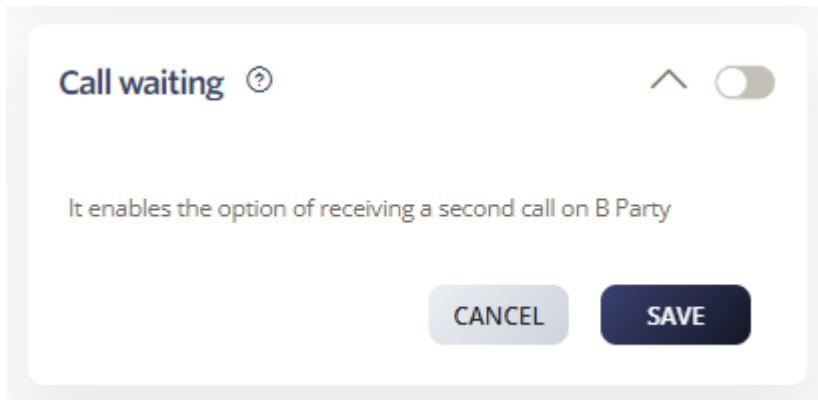 Call waiting
It enables the option of receiving a second call on B Party
CANCEL
SAVE